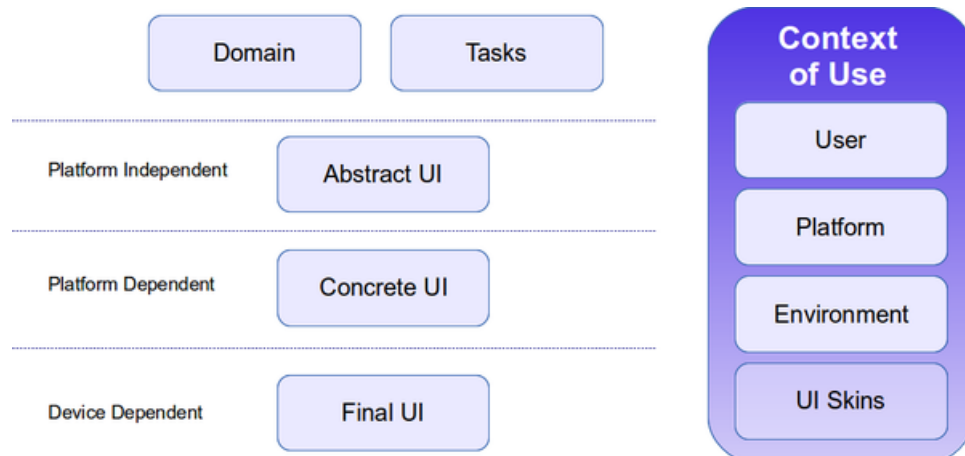 Domain
Tasks
Platform Independent
Abstract UI
Platform Dependent
Concrete UI
Device Dependent
Final UI
Context
of Use
User
Platform
Environment
UI Skins